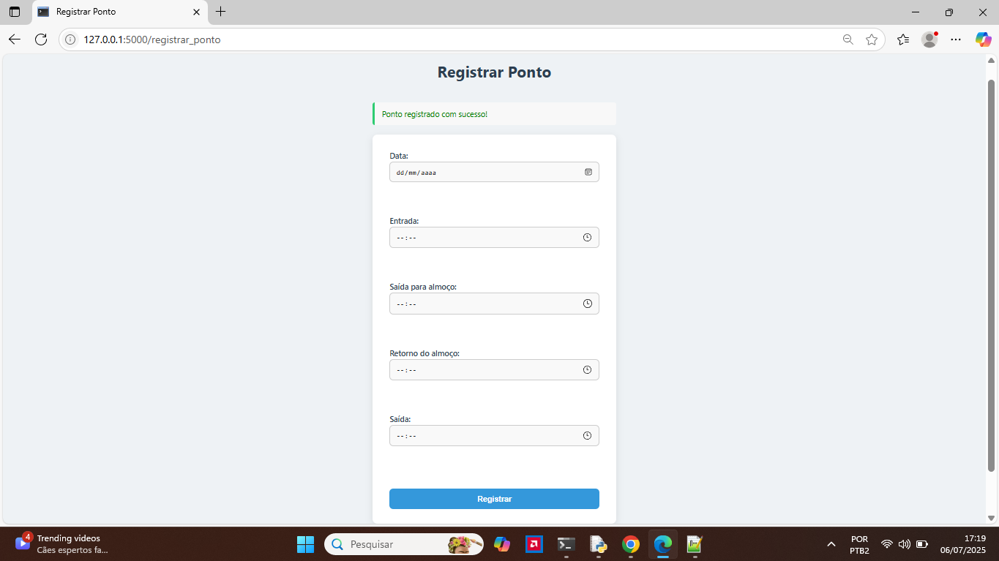 Registrar Ponto
127.0.0.1:5000/registrar_ponto
Registrar Ponto
Ponto registrado com sucesso!
Data:
dd/mm/aaaa
Entrada:
--:--
Saída para almoço:
--:--
Retorno do almoço:
--:--
Saída:
--:--
Registrar
4
Trending videos
Cães espertos fa...
Pesquisar
POR
PTB2
17:19
06/07/2025